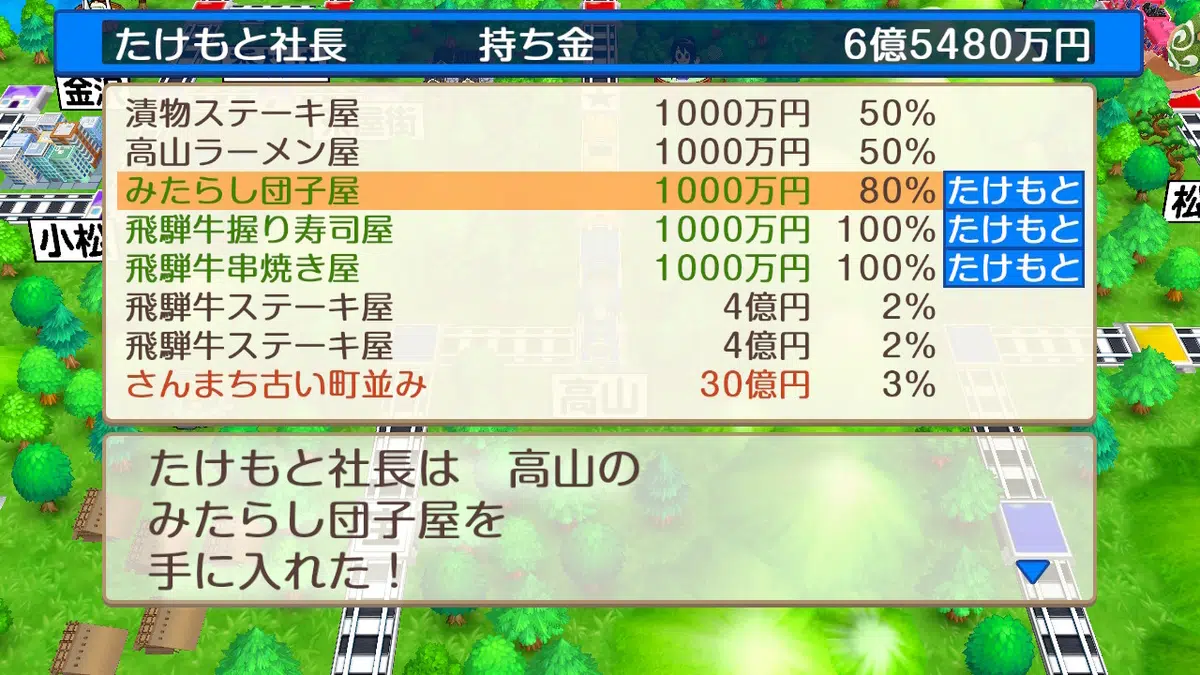 たけもと社長 持ち金 6億5480万円
漬物ステーキ屋 1000万円 50%
高山ラーメン屋 1000万円 50%
みたらし団子屋 1000万円 80% たけもと
飛騨牛握り寿司屋 1000万円 100% たけもと
飛騨牛串焼き屋 1000万円 100% たけもと
飛騨牛ステーキ屋 4億円 2%
飛騨牛ステーキ屋 4億円 2%
さんまち古い町並み 30億円 3%
たけもと社長は 高山の
みたらし団子屋を
手に入れた!
小松
高山